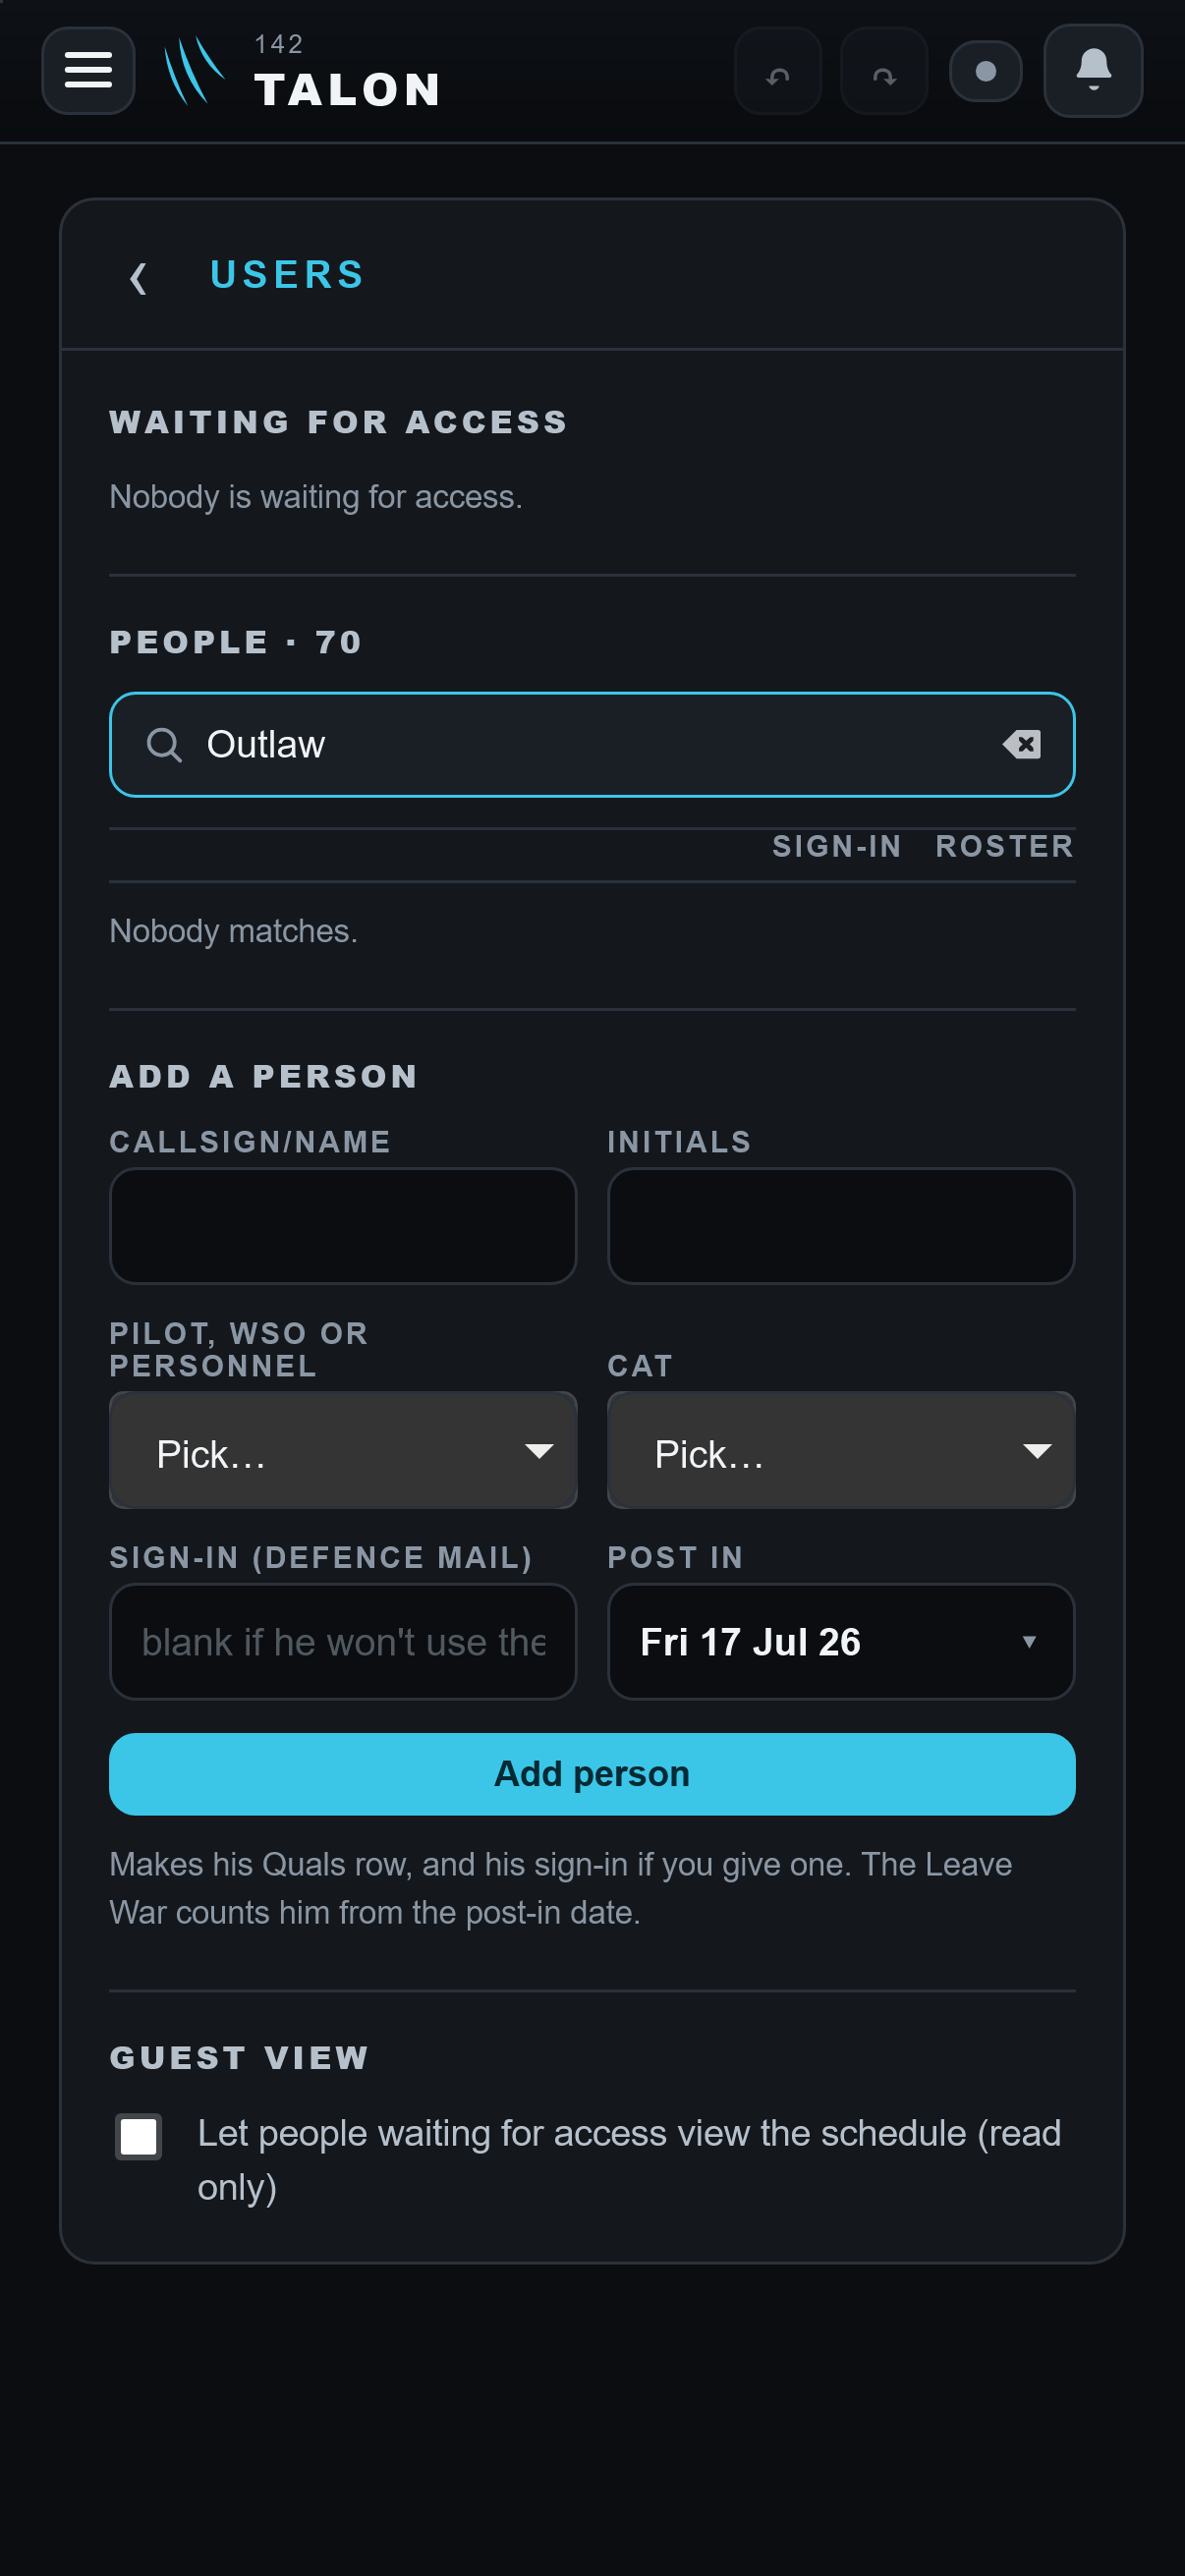 142
TALON
USERS
WAITING FOR ACCESS
Nobody is waiting for access.
PEOPLE · 70
Outlaw
SIGN-IN ROSTER
Nobody matches.
ADD A PERSON
CALLSIGN/NAME INITIALS
PILOT, WSO OR
PERSONNEL CAT
Pick... Pick...
SIGN-IN (DEFENCE MAIL) POST IN
blank if he won't use the Fri 17 Jul 26
Add person
Makes his Quals row, and his sign-in if you give one. The Leave
War counts him from the post-in date.
GUEST VIEW
Let people waiting for access view the schedule (read
only)